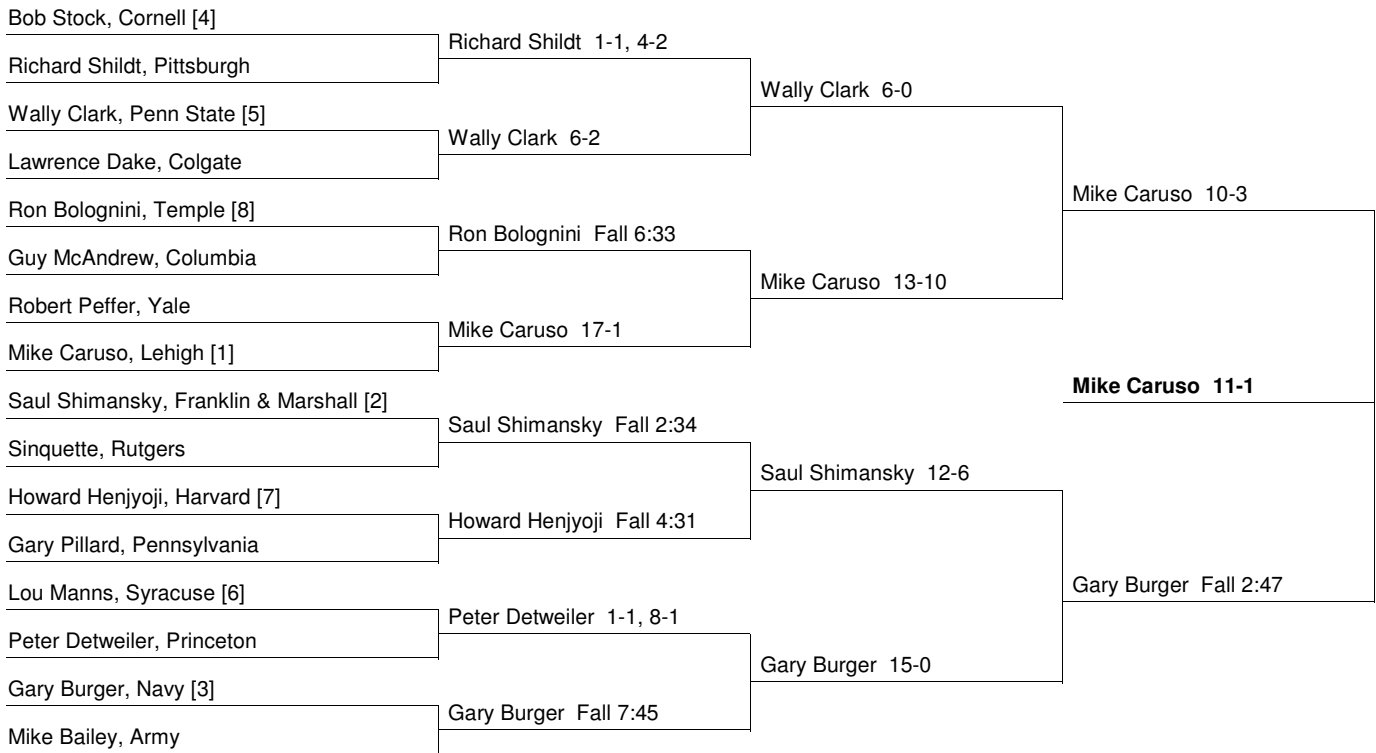 Bob Stock, Cornell [4]
Richard Shildt, Pittsburgh
Wally Clark, Penn State [5]
Lawrence Dake, Colgate
Ron Bolognini, Temple [8]
Guy McAndrew, Columbia
Robert Peffer, Yale
Mike Caruso, Lehigh [1]
Saul Shimansky, Franklin & Marshall [2]
Sinquette, Rutgers
Howard Henjyoji, Harvard [7]
Gary Pillard, Pennsylvania
Lou Manns, Syracuse [6]
Peter Detweiler, Princeton
Gary Burger, Navy [3]
Mike Bailey, Army
Richard Shildt 1-1, 4-2
Wally Clark 6-2
Ron Bolognini Fall 6:33
Mike Caruso 17-1
Saul Shimansky Fall 2:34
Howard Henjyoji Fall 4:31
Peter Detweiler 1-1, 8-1
Gary Burger Fall 7:45
Wally Clark 6-0
Mike Caruso 13-10
Saul Shimansky 12-6
Gary Burger 15-0
Mike Caruso 10-3
Gary Burger Fall 2:47
Mike Caruso 11-1